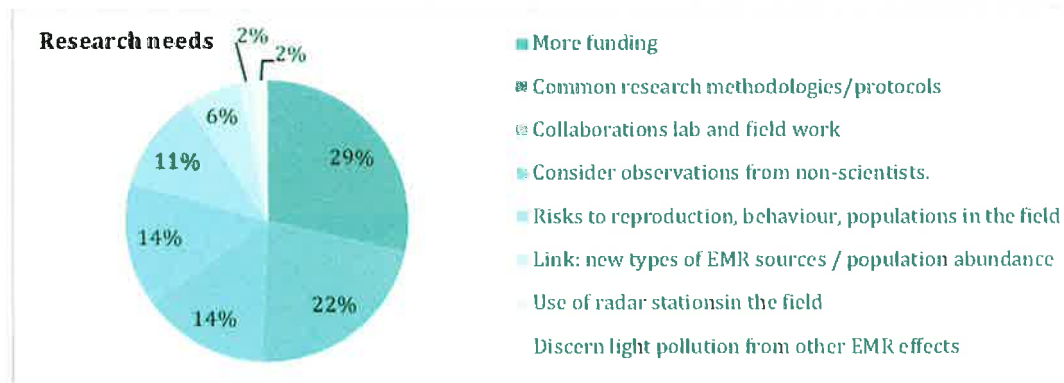 Research needs
2%
2%
6%
29%
11%
14%
14%
22%
More funding
Common research methodologies/protocols
Collaborations lab and field work
Consider observations from non-scientists.
Risks to reproduction, behaviour, populations in the field
Link: new types of EMR sources / population abundance
Use of radar stationsin the field
Discern light pollution from other EMR effects